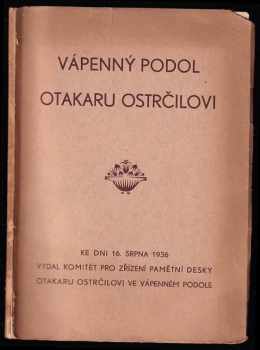 VÁPENNÝ PODOL
OTAKARU OSTRČILOVI
KE DNI 16. SRPNA 1936
VYDAL KOMITÉT PRO ZŘÍZENÍ PAMĚTNÍ DESKY
OTAKARU OSTRČILOVI VE VÁPENNÉM PODOLE